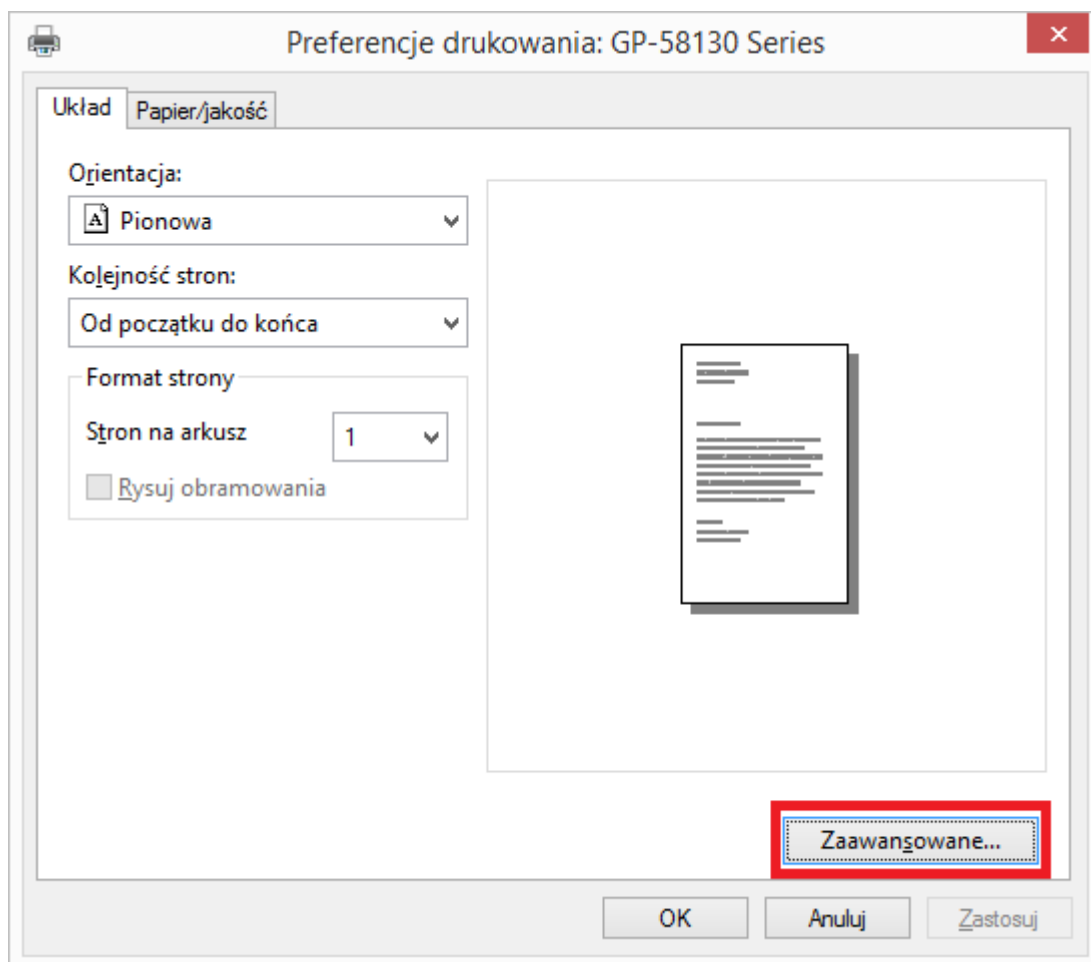 Preferencje drukowania: GP-58130 Series
Układ
Papier/jakość
Orientacja:
A Pionowa
Kolejność stron:
Od początku do końca
Format strony
Stron na arkusz 1
Rysuj obramowania
Zaawansowane...
OK Anuluj Zastosuj